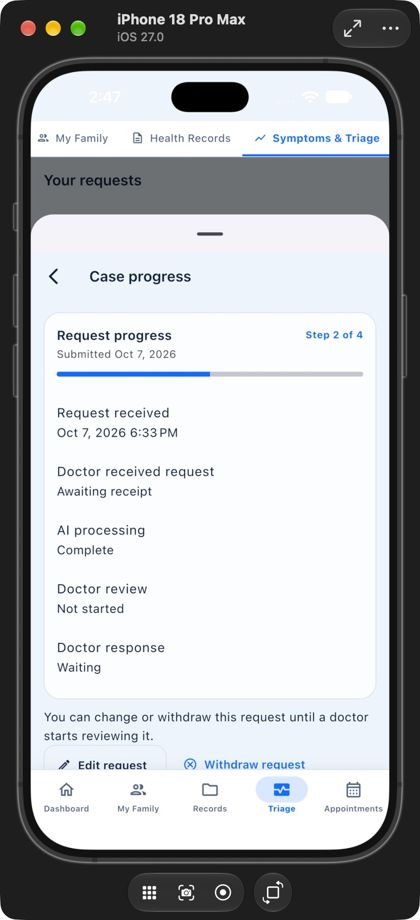 iPhone 18 Pro Max
iOS 27.0
2:47
My Family
Health Records
Symptoms & Triage
Your requests
Case progress
Request progress
Step 2 of 4
Submitted Oct 7, 2026
Request received
Oct 7, 2026 6:33 PM
Doctor received request
Awaiting receipt
AI processing
Complete
Doctor review
Not started
Doctor response
Waiting
You can change or withdraw this request until a doctor
starts reviewing it.
Edit request
Withdraw request
Dashboard
My Family
Records
Triage
Appointments